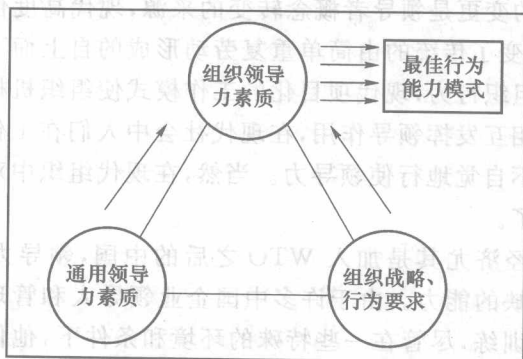 组织领导
力素质
最佳行为
能力模式
通用领导
力素质
组织战略、
行为要求